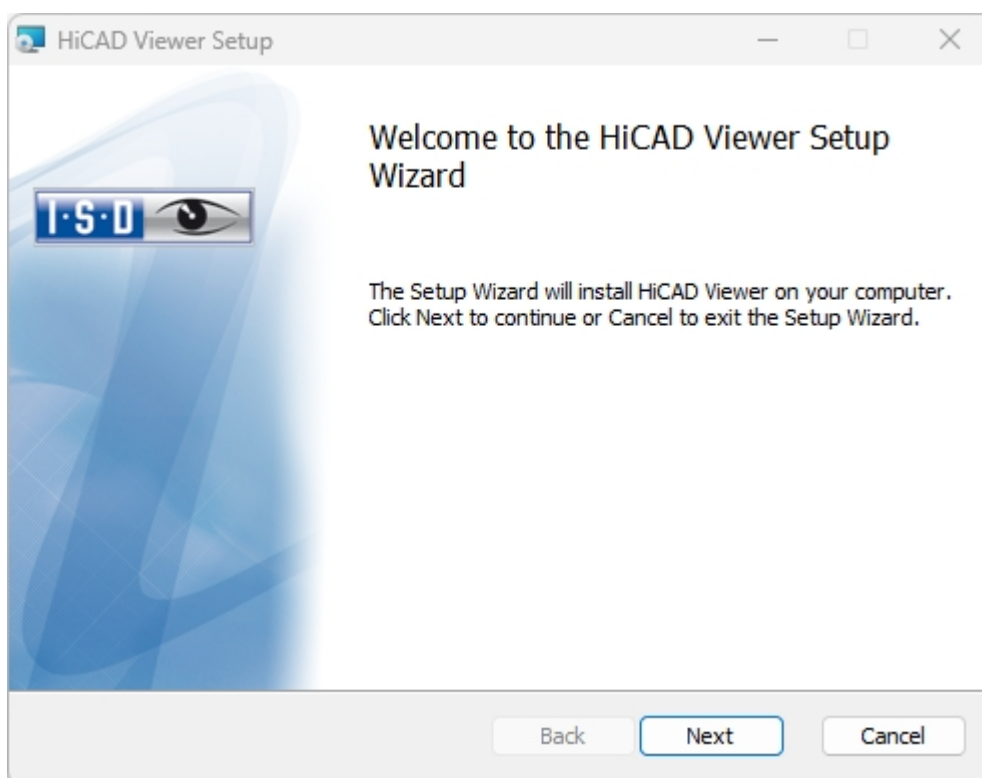 HiCAD Viewer Setup
Welcome to the HiCAD Viewer Setup
Wizard
I·S·D
The Setup Wizard will install HiCAD Viewer on your computer.
Click Next to continue or Cancel to exit the Setup Wizard.
Back Next Cancel